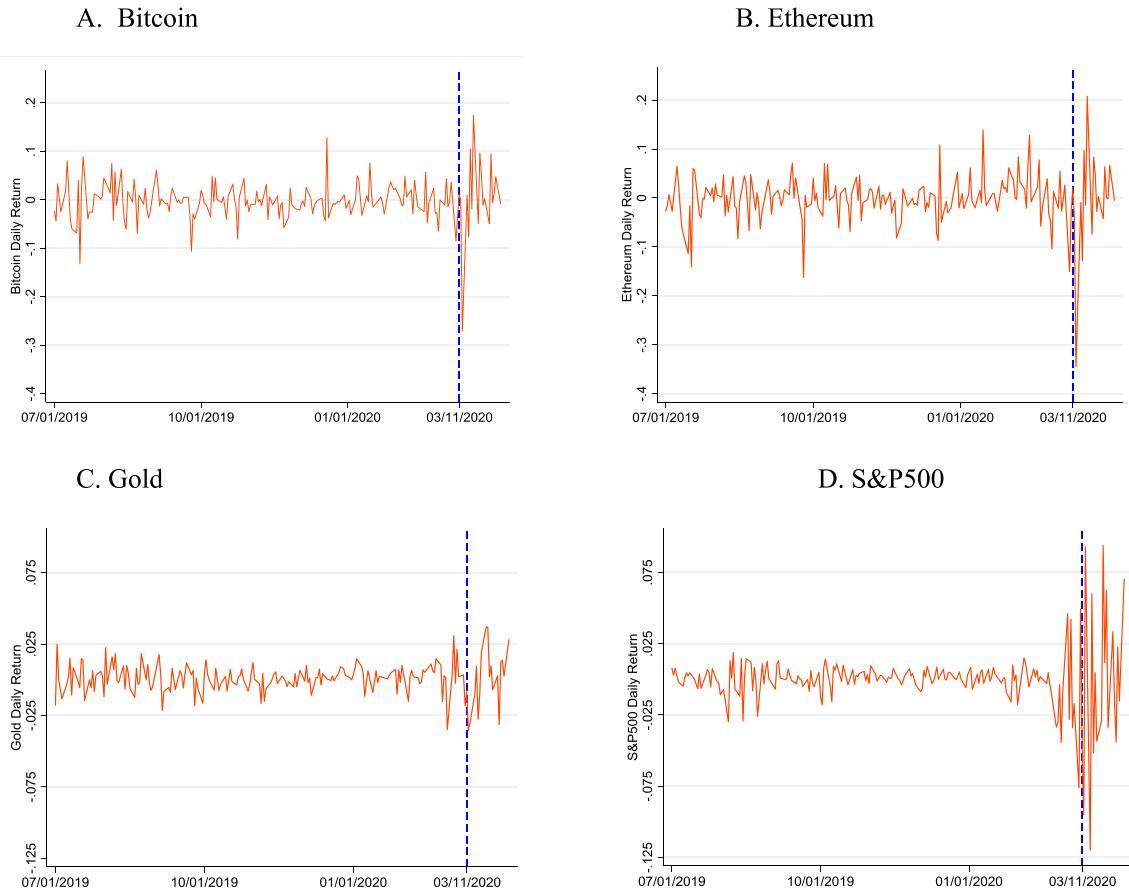 A. Bitcoin
B. Ethereum
.2
.1
0
-.1
-.2
-.3
-.4
Bitcoin Daily Return
07/01/2019 10/01/2019 01/01/2020 03/11/2020
.2
.1
0
-.1
-.2
-.3
-.4
Ethereum Daily Return
07/01/2019 10/01/2019 01/01/2020 03/11/2020
C. Gold
D. S&P500
.075
.025
-.025
-.075
-.125
Gold Daily Return
07/01/2019 10/01/2019 01/01/2020 03/11/2020
.075
.025
-.025
-.075
-.125
S&P500 Daily Return
07/01/2019 10/01/2019 01/01/2020 03/11/2020